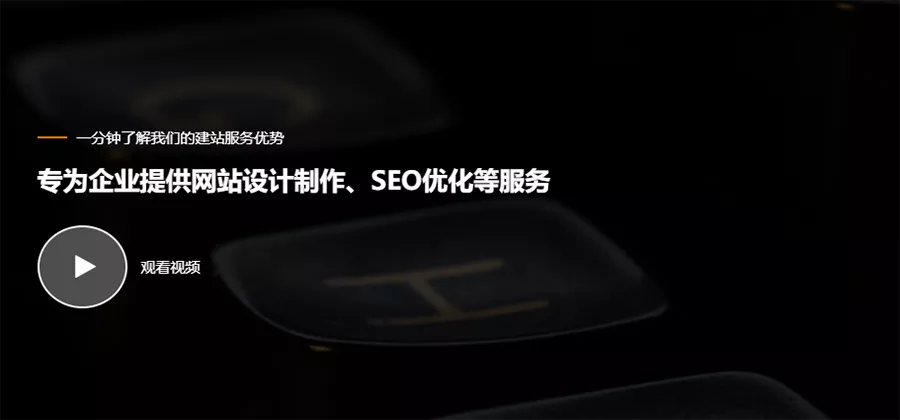 一分钟了解我们的建站服务优势
专为企业提供网站设计制作、SEO优化等服务
观看视频
H